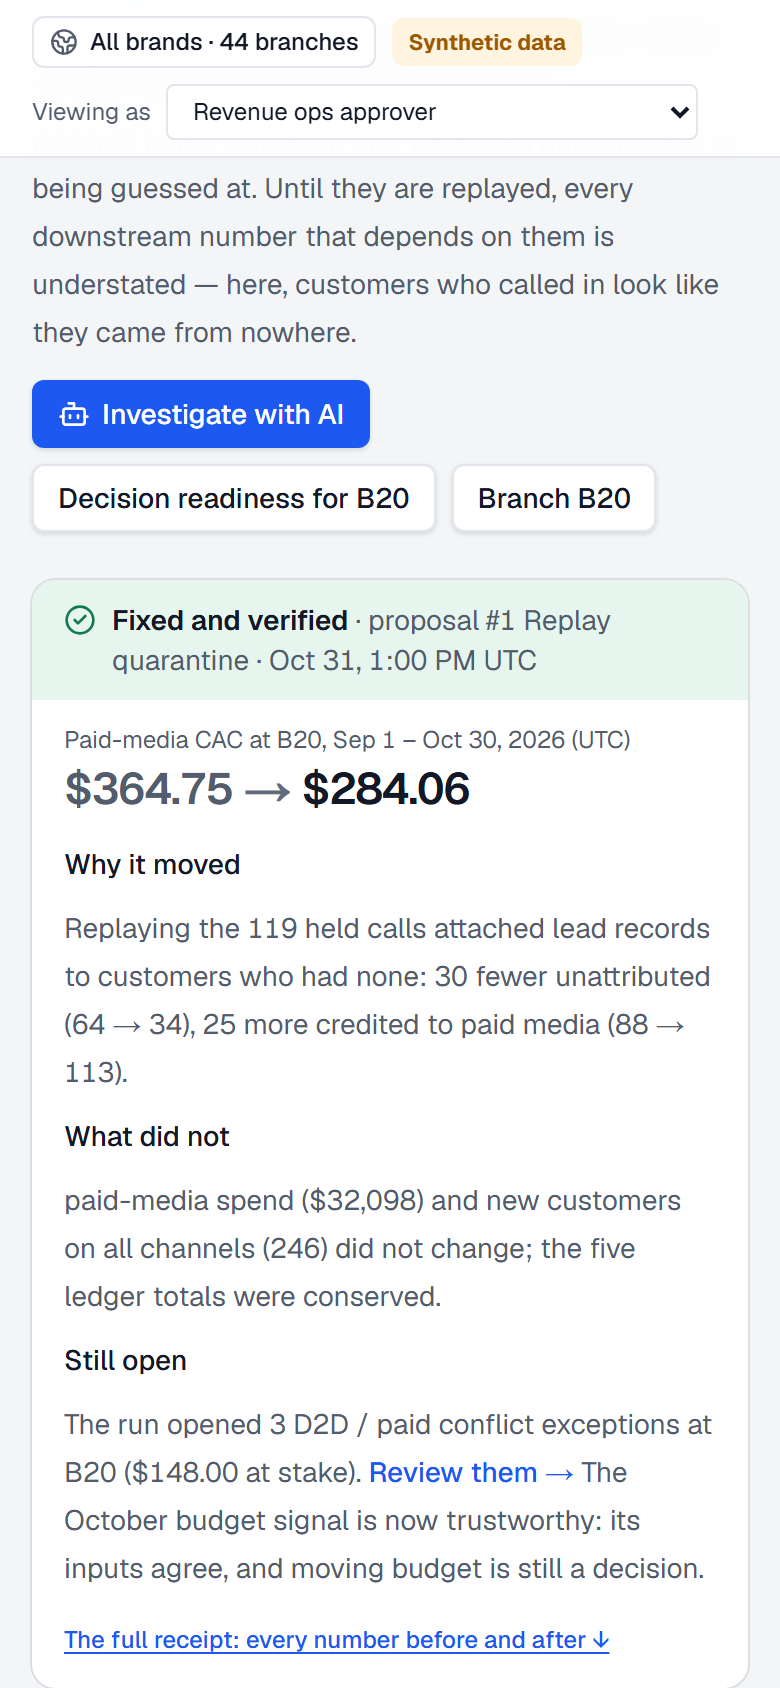 All brands · 44 branches
Synthetic data
Viewing as
Revenue ops approver
being guessed at. Until they are replayed, every
downstream number that depends on them is
understated — here, customers who called in look like
they came from nowhere.
Investigate with AI
Decision readiness for B20
Branch B20
Fixed and verified · proposal #1 Replay
quarantine · Oct 31, 1:00 PM UTC
Paid-media CAC at B20, Sep 1 – Oct 30, 2026 (UTC)
$364.75 → $284.06
Why it moved
Replaying the 119 held calls attached lead records
to customers who had none: 30 fewer unattributed
(64 → 34), 25 more credited to paid media (88 →
113).
What did not
paid-media spend ($32,098) and new customers
on all channels (246) did not change; the five
ledger totals were conserved.
Still open
The run opened 3 D2D / paid conflict exceptions at
B20 ($148.00 at stake). Review them → The
October budget signal is now trustworthy: its
inputs agree, and moving budget is still a decision.
The full receipt: every number before and after ↓